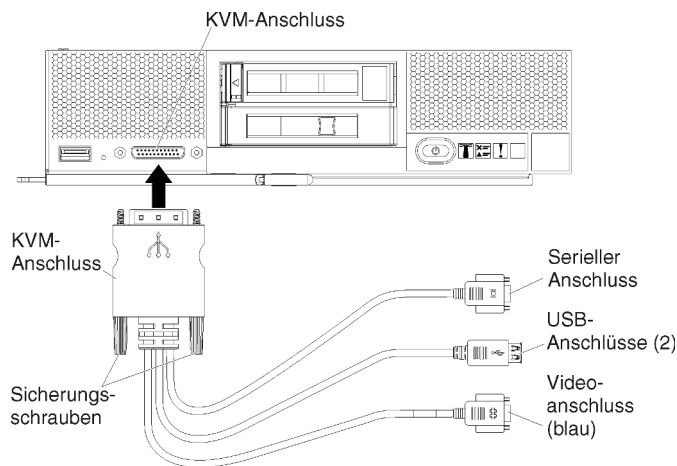 KVM-Anschluss
KVM-
Anschluss
Serieller
Anschluss
USB-
Anschlüsse (2)
Sicherungs-
schrauben
Video-
anschluss
(blau)